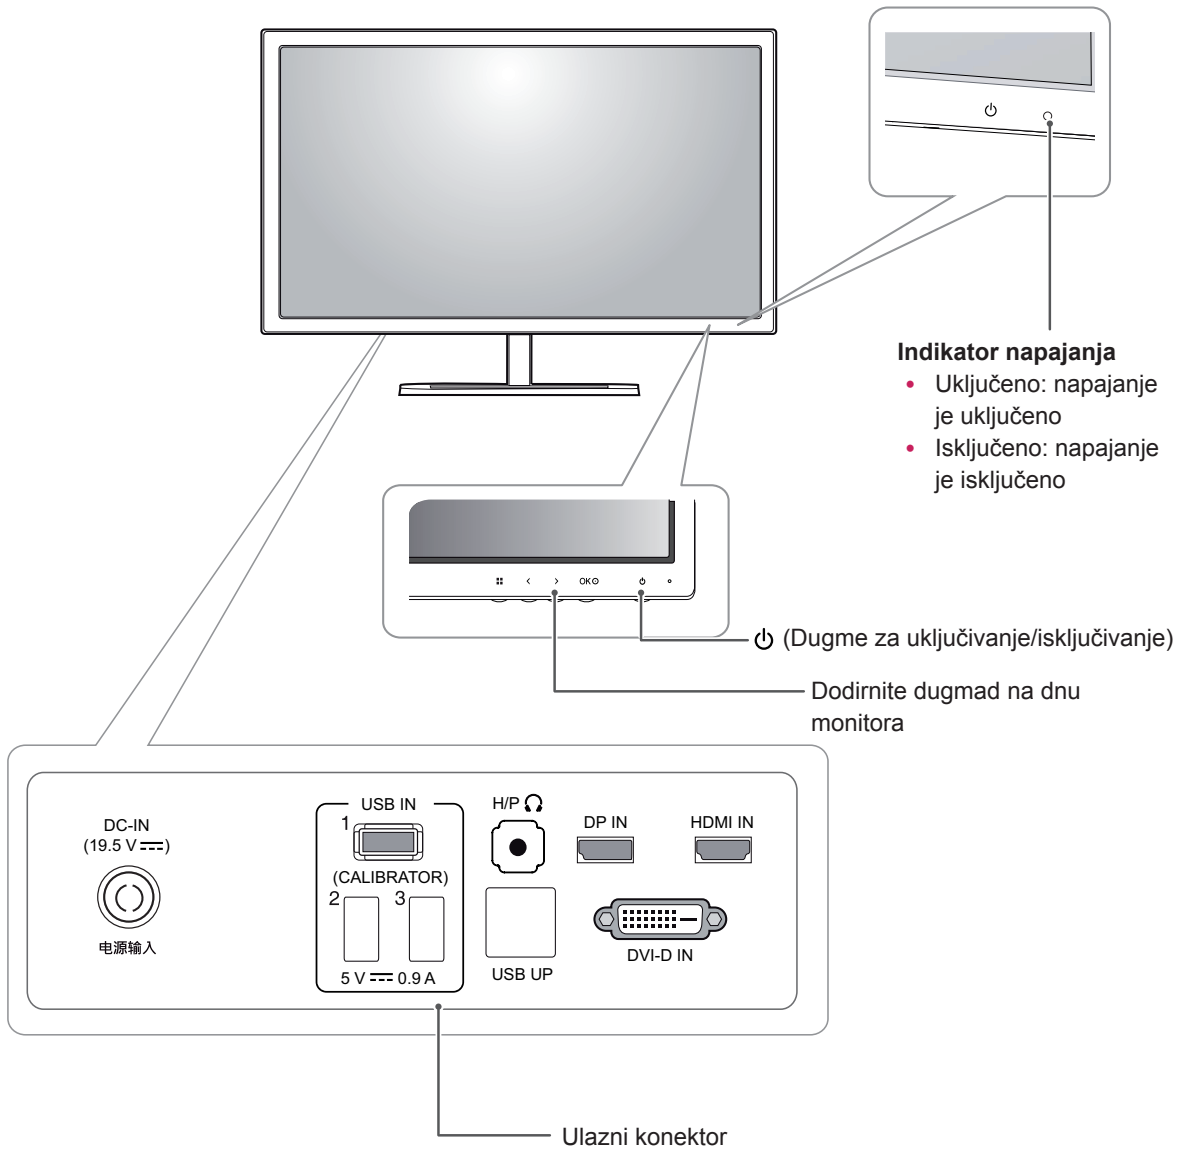 Indikator napajanja
• Uključeno: napajanje
je uključeno
• Isključeno: napajanje
je isključeno
OK
(Dugme za uključivanje/isključivanje)
Dodirnite dugmad na dnu
monitora
DC-IN
(19.5 V)
电源输入
USB IN
1
(CALIBRATOR)
2 3
5 V 0.9 A
H/P
USB UP
DP IN
HDMI IN
DVI-D IN
Ulazni konektor